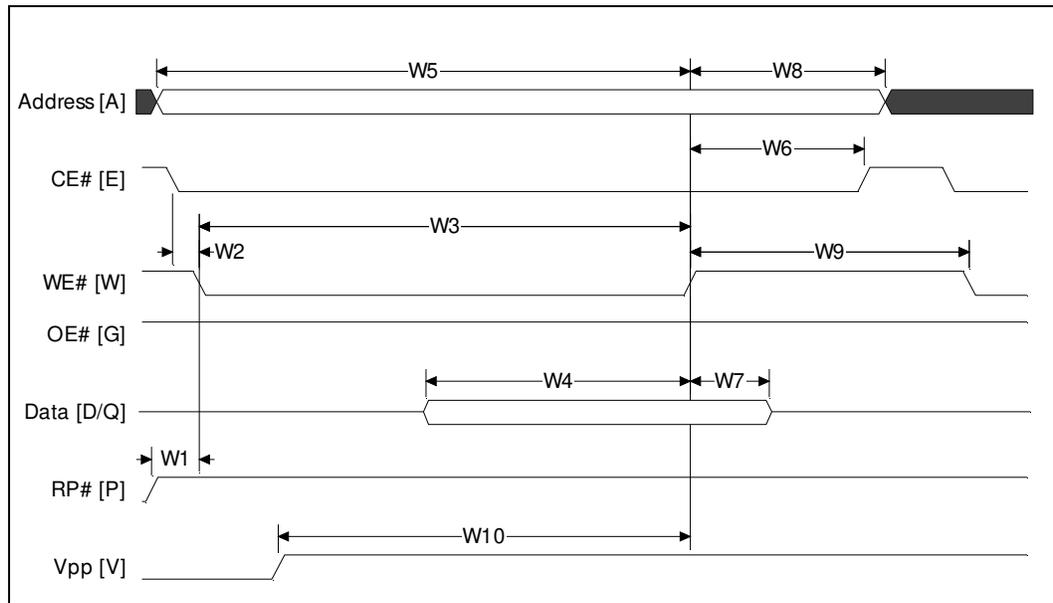 W5
W8
Address [A]
W6
CE# [E]
W3
W2
W9
WE# [W]
OE# [G]
W4
W7
Data [D/Q]
W1
RP# [P]
W10
Vpp [V]